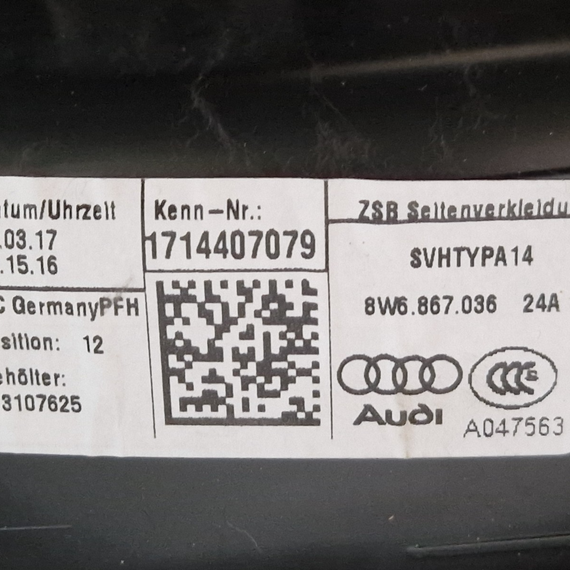 tum/Uhrzeit
.03.17
.15.16
C GermanyPFH
sition: 12
ehölter:
3107625
Kenn-Nr.:
1714407079
ZSB Seitenverkleidu
SVHTYPA14
8W6.867.036 24A
CCC E
Audi
A047563